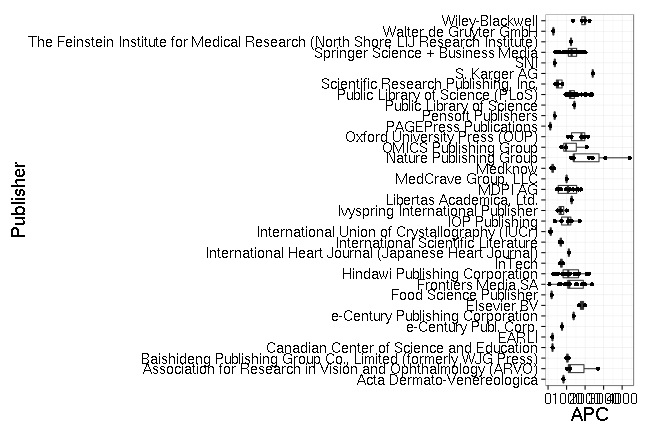 Wiley-Blackwell
Walter de Gruyter GmbH
The Feinstein Institute for Medical Research (North Shore LIJ Research Institute)
Springer Science + Business Media
SNI
S. Karger AG
Scientific Research Publishing, Inc.
Public Library of Science (PLoS)
Public Library of Science
Pensoft Publishers
PAGEPress Publications
Oxford University Press (OUP)
OMICS Publishing Group
Nature Publishing Group
Medknow
MedCrave Group, LLC
MDPI AG
Libertas Academica, Ltd.
Ivyspring International Publisher
IOP Publishing
International Union of Crystallography (IUCr)
International Scientific Literature
International Heart Journal (Japanese Heart Journal)
InTech
Hindawi Publishing Corporation
Frontiers Media SA
Food Science Publisher
Elsevier BV
e-Century Publishing Corporation
e-Century Publ. Corp.
EARLI
Canadian Center of Science and Education
Baishideng Publishing Group Co., Limited (formerly WJG Press)
Association for Research in Vision and Ophthalmology (ARVO)
Acta Dermato-Venereologica
Publisher
0 1000 2000 3000 4000
APC